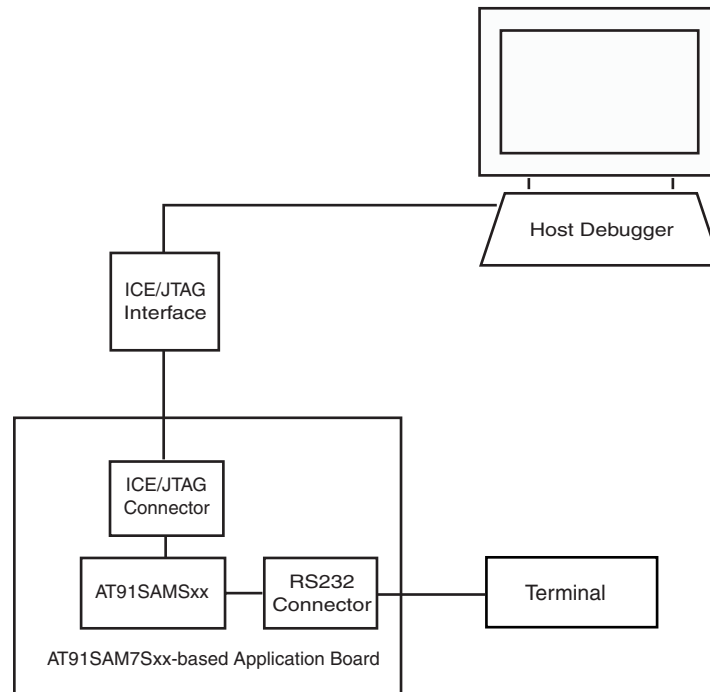 Host Debugger
ICE/JTAG
Interface
ICE/JTAG
Connector
AT91SAMSxx
RS232
Connector
Terminal
AT91SAM7Sxx-based Application Board